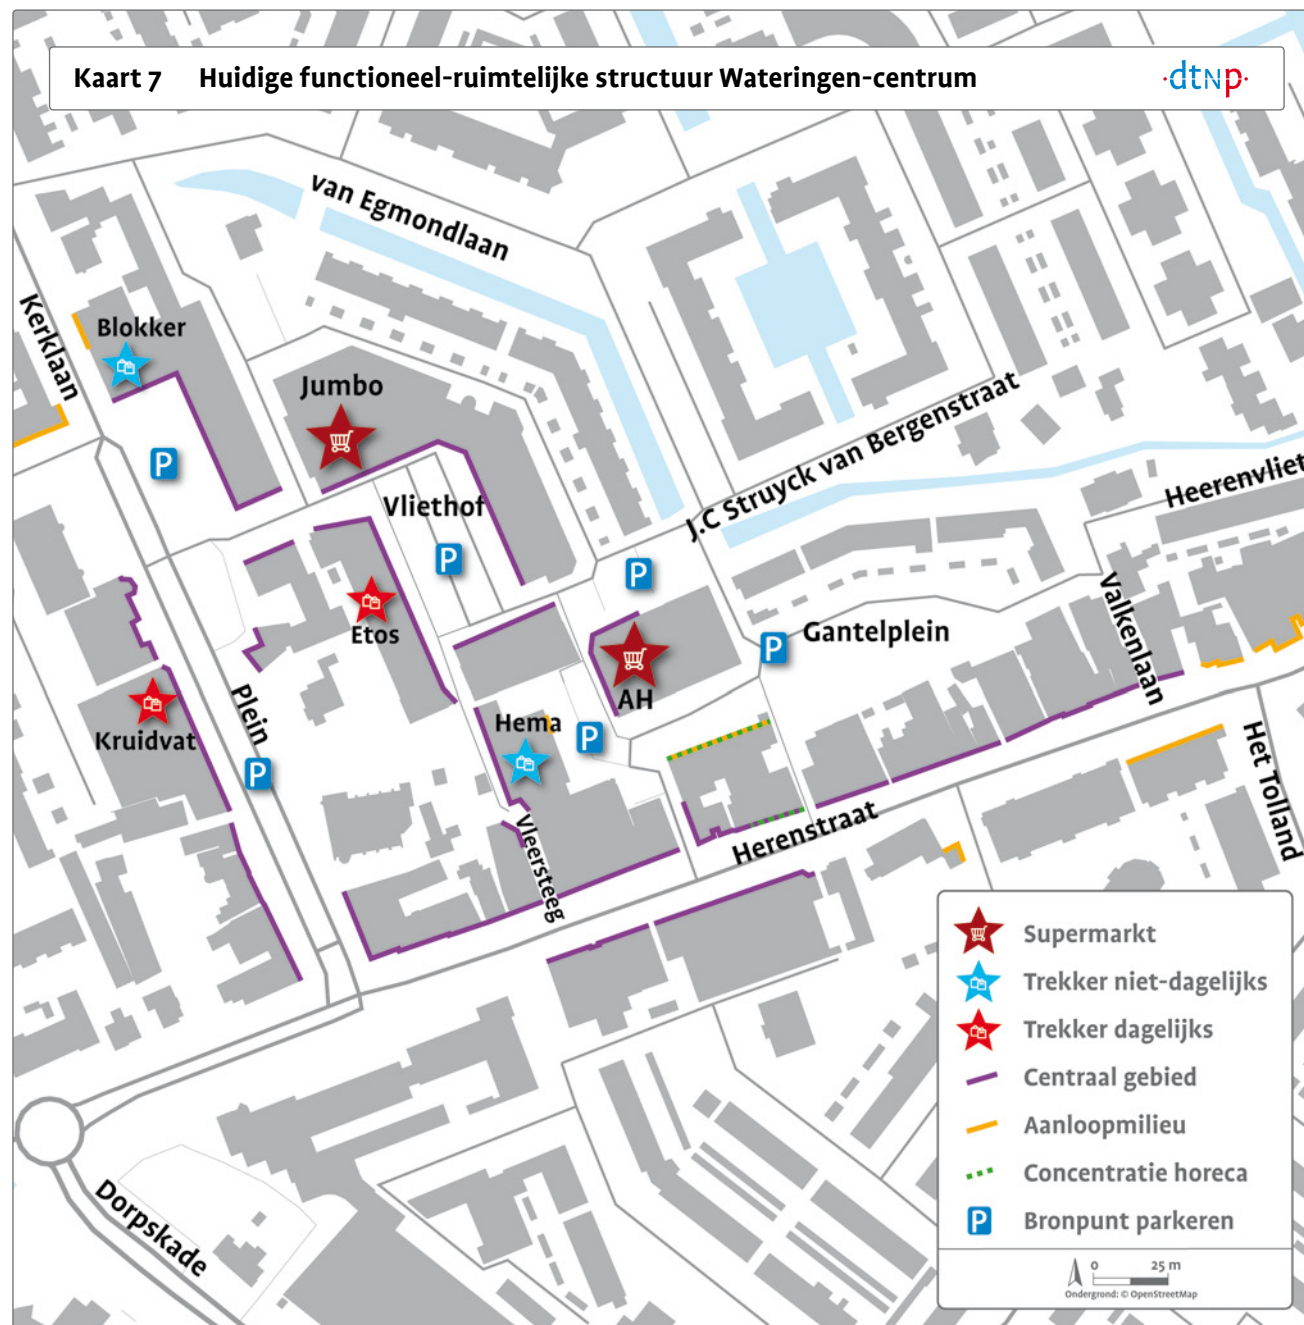 Kaart 7 Huidige functioneel-ruimtelijke structuur Wateringen-centrum
·dtnp·
van Egmondlaan
Kerklaan
Blokker
Jumbo
J.C Struyck van Bergenstraat
Heerenvliet
P
Vliethof
P
P
Etos
Valkenlaan
Gantelplein
P
AH
Plein
Kruidvat
Hema
P
P
Het Tolland
Herenstraat
Vleersteeg
Dorpskade
Supermarkt
Trekker niet-dagelijks
Trekker dagelijks
Centraal gebied
Aanloopmilieu
Concentratie horeca
P Bronpunt parkeren
0 25 m
Ondergrond: © OpenStreetMap